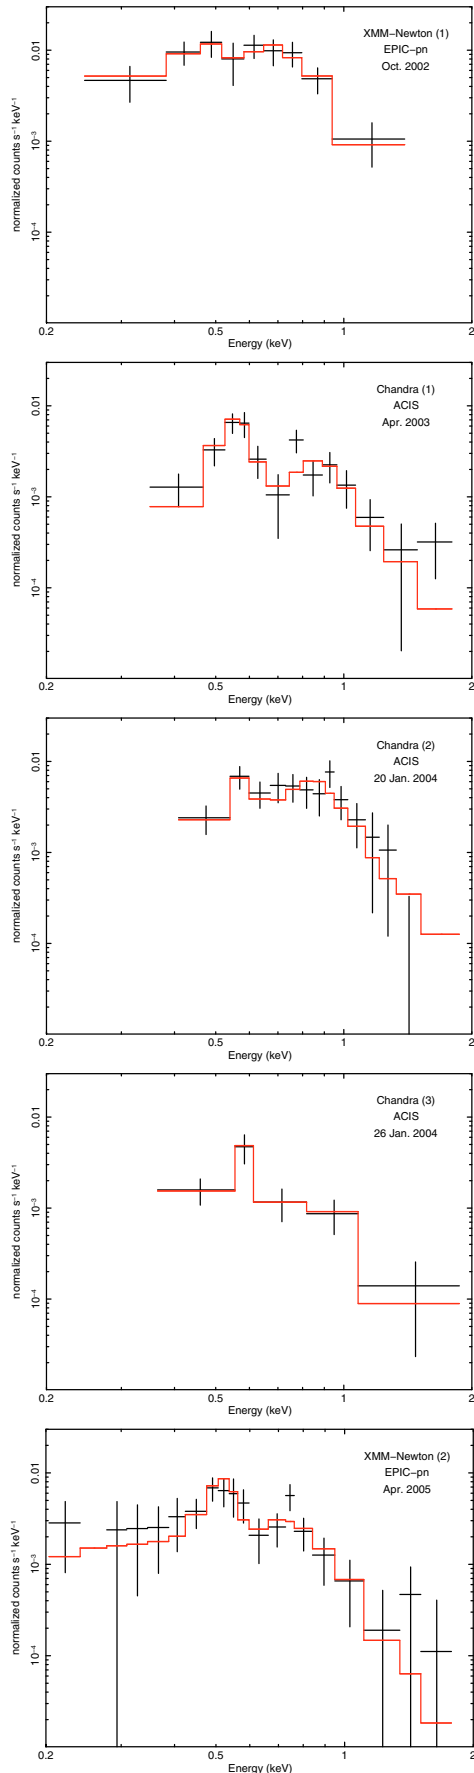 XMM−Newton (1)
EPIC−pn
Oct. 2002
normalized counts s⁻¹ keV⁻¹
0.01
10⁻³
10⁻⁴
0.2 0.5 1 2
Energy (keV)
Chandra (1)
ACIS
Apr. 2003
normalized counts s⁻¹ keV⁻¹
0.01
10⁻³
10⁻⁴
0.2 0.5 1 2
Energy (keV)
Chandra (2)
ACIS
20 Jan. 2004
normalized counts s⁻¹ keV⁻¹
0.01
10⁻³
10⁻⁴
0.2 0.5 1 2
Energy (keV)
Chandra (3)
ACIS
26 Jan. 2004
normalized counts s⁻¹ keV⁻¹
0.01
10⁻³
10⁻⁴
0.2 0.5 1 2
Energy (keV)
XMM−Newton (2)
EPIC−pn
Apr. 2005
normalized counts s⁻¹ keV⁻¹
0.01
10⁻³
10⁻⁴
0.2 0.5 1 2
Energy (keV)